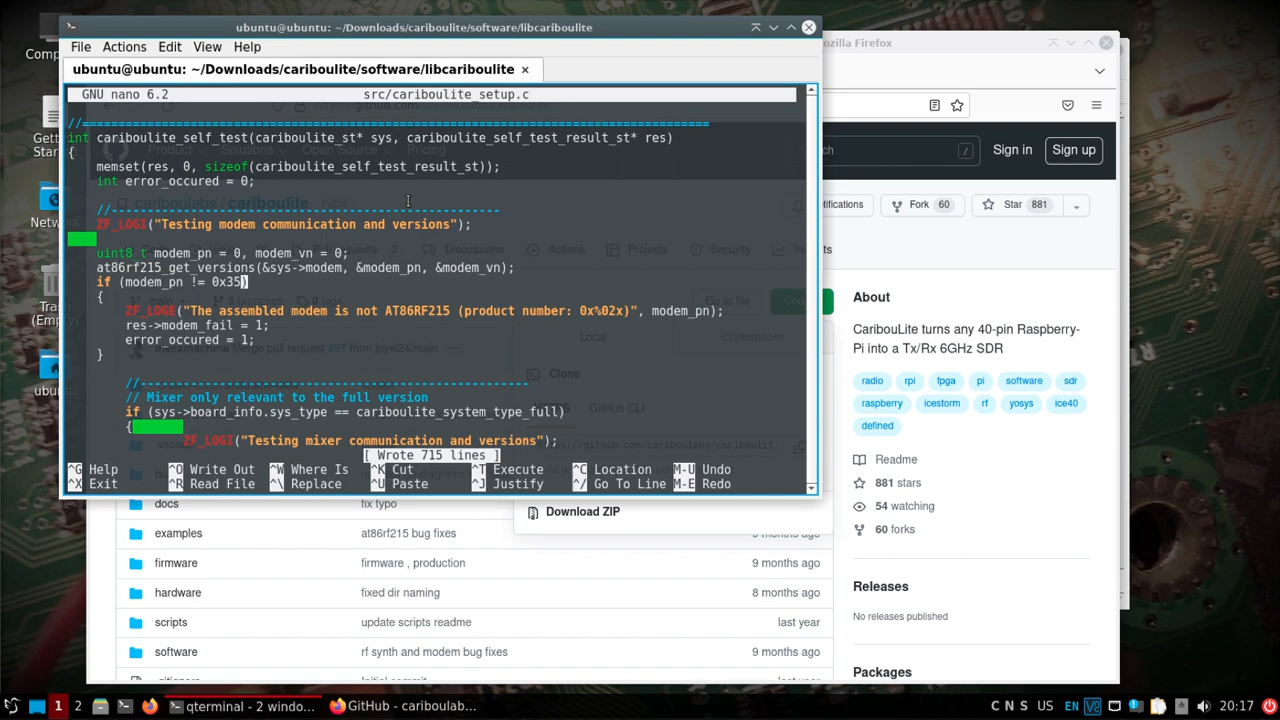 ubuntu@ubuntu: ~/Downloads/cariboulite/software/libcariboulite
File Actions Edit View Help
ubuntu@ubuntu: ~/Downloads/cariboulite/software/libcariboulite ×
GNU nano 6.2 src/cariboulite_setup.c
//=======================================================================================
int cariboulite_self_test(cariboulite_st* sys, cariboulite_self_test_result_st* res)
{
memset(res, 0, sizeof(cariboulite_self_test_result_st));
int error_occured = 0;
//------------------------------------------------------
ZF_LOGI("Testing modem communication and versions");
uint8_t modem_pn = 0, modem_vn = 0;
at86rf215_get_versions(&sys->modem, &modem_pn, &modem_vn);
if (modem_pn != 0x35)
{
ZF_LOGE("The assembled modem is not AT86RF215 (product number: 0x%02x)", modem_pn);
res->modem_fail = 1;
error_occured = 1;
}
//------------------------------------------------------
// Mixer only relevant to the full version
if (sys->board_info.sys_type == cariboulite_system_type_full)
{
ZF_LOGI("Testing mixer communication and versions");
[ Wrote 715 lines ]
^G Help ^O Write Out ^W Where Is ^K Cut ^T Execute ^C Location M-U Undo
^X Exit ^R Read File ^\ Replace ^U Paste ^J Justify ^/ Go To Line M-E Redo
ozilla Firefox
Sign in Sign up
cariboulabs / cariboulite
otifications Fork 60 Star 881
Discussions Actions Projects Security
Go to file
Local Codespaces
Clone
GitHub CLI
merge pull request #27 from joyel24/main
Download ZIP
docs fix typo
examples at86rf215 bug fixes 9 months ago
firmware firmware , production 9 months ago
hardware fixed dir naming 8 months ago
scripts update scripts readme last year
software rf synth and modem bug fixes 9 months ago
About
CaribouLite turns any 40-pin Raspberry-
Pi into a Tx/Rx 6GHz SDR
radio rpi fpga pi software sdr
raspberry icestorm rf yosys ice40
defined
Readme
881 stars
54 watching
60 forks
Releases
No releases published
Packages
Trash
(Empty)
ubuntu
1 2 qterminal - 2 windo... GitHub - cariboulab... C N S US EN 20:17